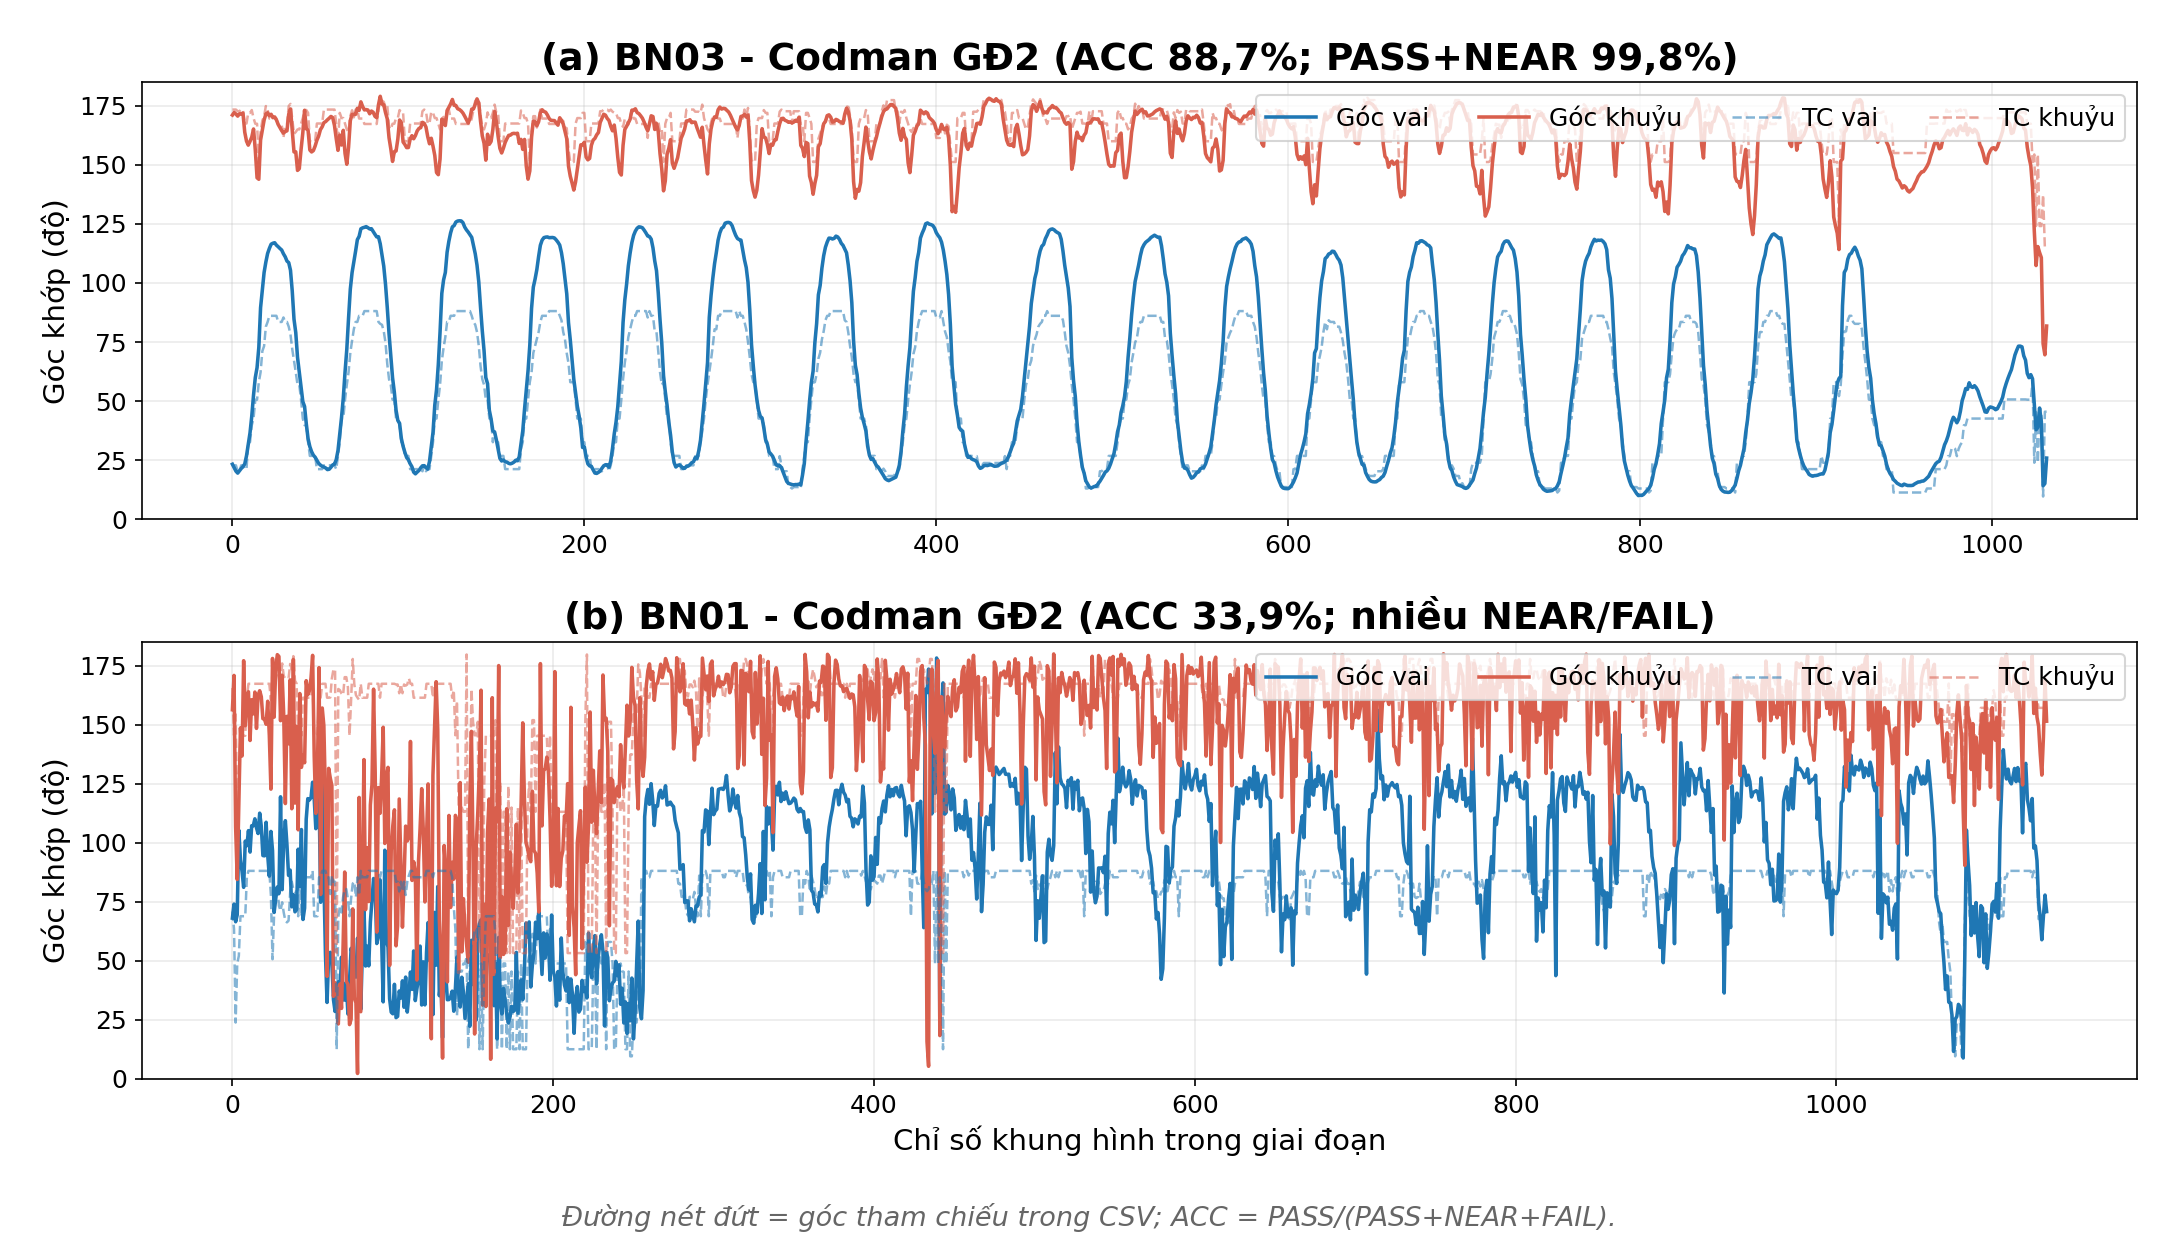 (a) BN03 - Codman GĐ2 (ACC 88,7%; PASS+NEAR 99,8%)
Góc vai Góc khuỷu TC vai TC khuỷu
Góc khớp (độ)
175
150
125
100
75
50
25
0
0 200 400 600 800 1000
(b) BN01 - Codman GĐ2 (ACC 33,9%; nhiều NEAR/FAIL)
Góc vai Góc khuỷu TC vai TC khuỷu
Góc khớp (độ)
175
150
125
100
75
50
25
0
0 200 400 600 800 1000
Chỉ số khung hình trong giai đoạn
Đường nét đứt = góc tham chiếu trong CSV; ACC = PASS/(PASS+NEAR+FAIL).